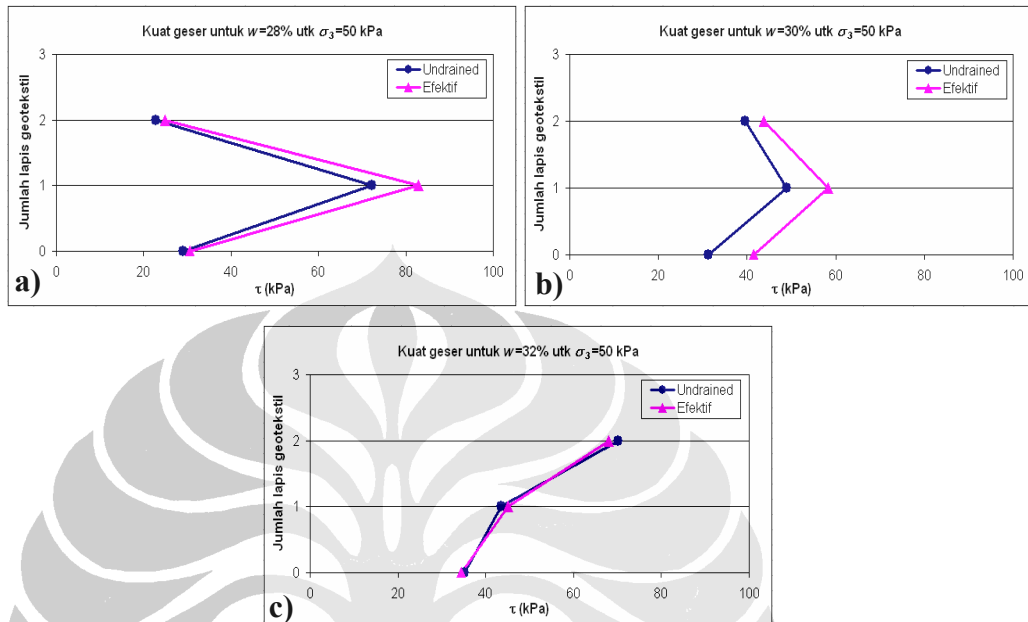 Kuat geser untuk w=28% utk σ3=50 kPa
Jumlah lapis geotekstil
3
2
1
0
Undrained
Efektif
0 20 40 60 80 100
τ (kPa)
a)
Kuat geser untuk w=30% utk σ3=50 kPa
Jumlah lapis geotekstil
3
2
1
0
Undrained
Efektif
0 20 40 60 80 100
τ (kPa)
b)
Kuat geser untuk w=32% utk σ3=50 kPa
Jumlah lapis geotekstil
3
2
1
0
Undrained
Efektif
0 20 40 60 80 100
τ (kPa)
c)